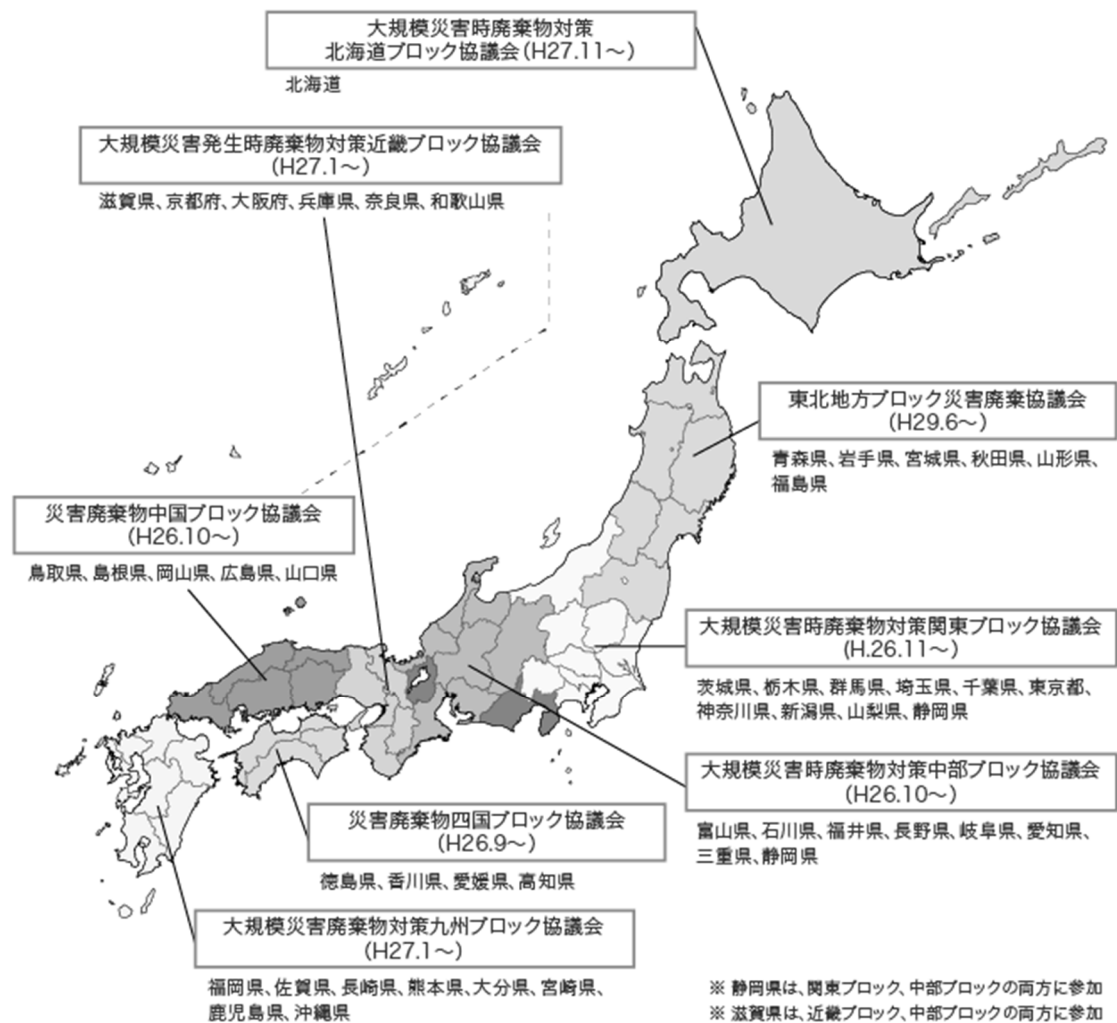 大規模災害時廃棄物対策
北海道ブロック協議会(H27.11～)
北海道
大規模災害発生時廃棄物対策近畿ブロック協議会
(H27.1～)
滋賀県、京都府、大阪府、兵庫県、奈良県、和歌山県
東北地方ブロック災害廃棄協議会
(H29.6～)
青森県、岩手県、宮城県、秋田県、山形県、
福島県
災害廃棄物中国ブロック協議会
(H26.10～)
鳥取県、島根県、岡山県、広島県、山口県
大規模災害時廃棄物対策関東ブロック協議会
(H.26.11～)
茨城県、栃木県、群馬県、埼玉県、千葉県、東京都、
神奈川県、新潟県、山梨県、静岡県
大規模災害時廃棄物対策中部ブロック協議会
(H26.10～)
富山県、石川県、福井県、長野県、岐阜県、愛知県、
三重県、静岡県
災害廃棄物四国ブロック協議会
(H26.9～)
徳島県、香川県、愛媛県、高知県
大規模災害廃棄物対策九州ブロック協議会
(H27.1～)
福岡県、佐賀県、長崎県、熊本県、大分県、宮崎県、
鹿児島県、沖縄県
※ 静岡県は、関東ブロック、中部ブロックの両方に参加
※ 滋賀県は、近畿ブロック、中部ブロックの両方に参加